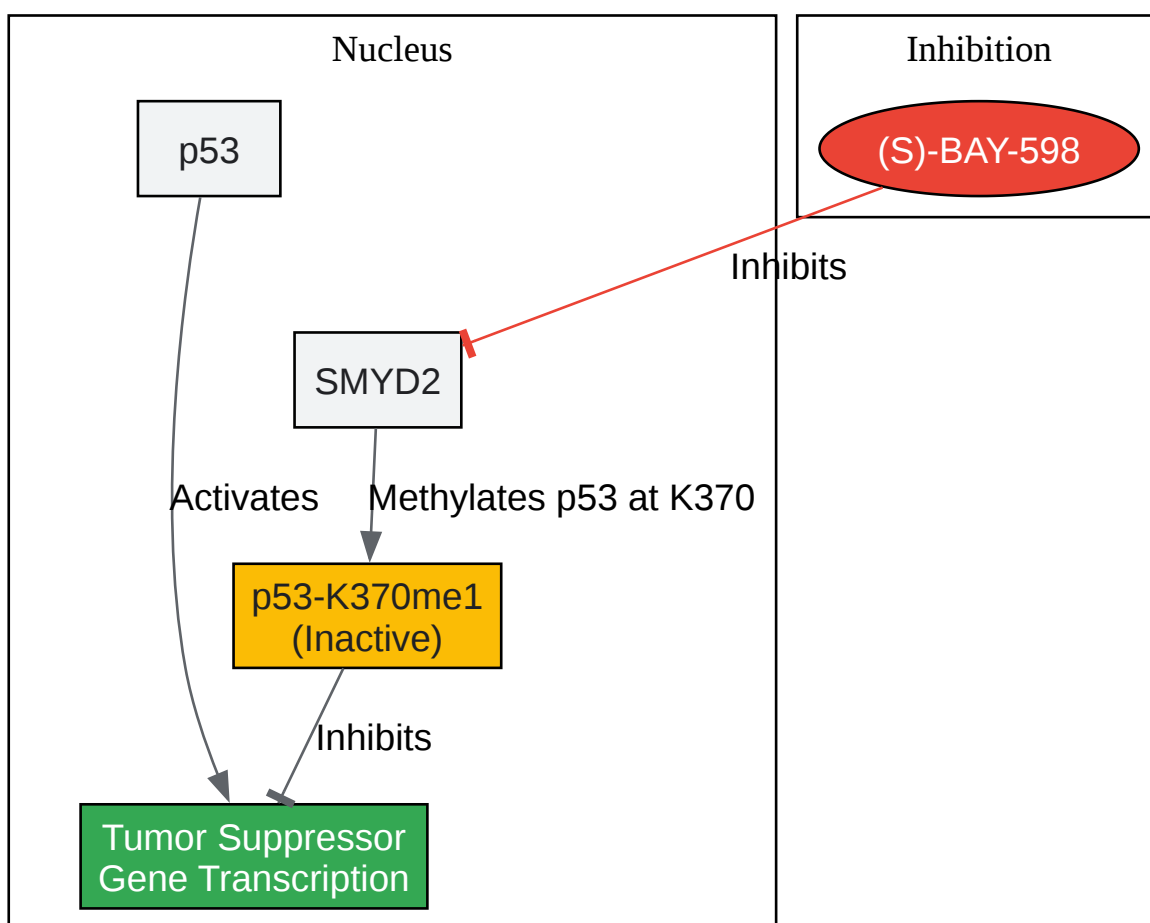 Nucleus
Inhibition
p53
(S)-BAY-598
Inhibits
SMYD2
Activates
Methylates p53 at K370
p53-K370me1
(Inactive)
Inhibits
Tumor Suppressor
Gene Transcription